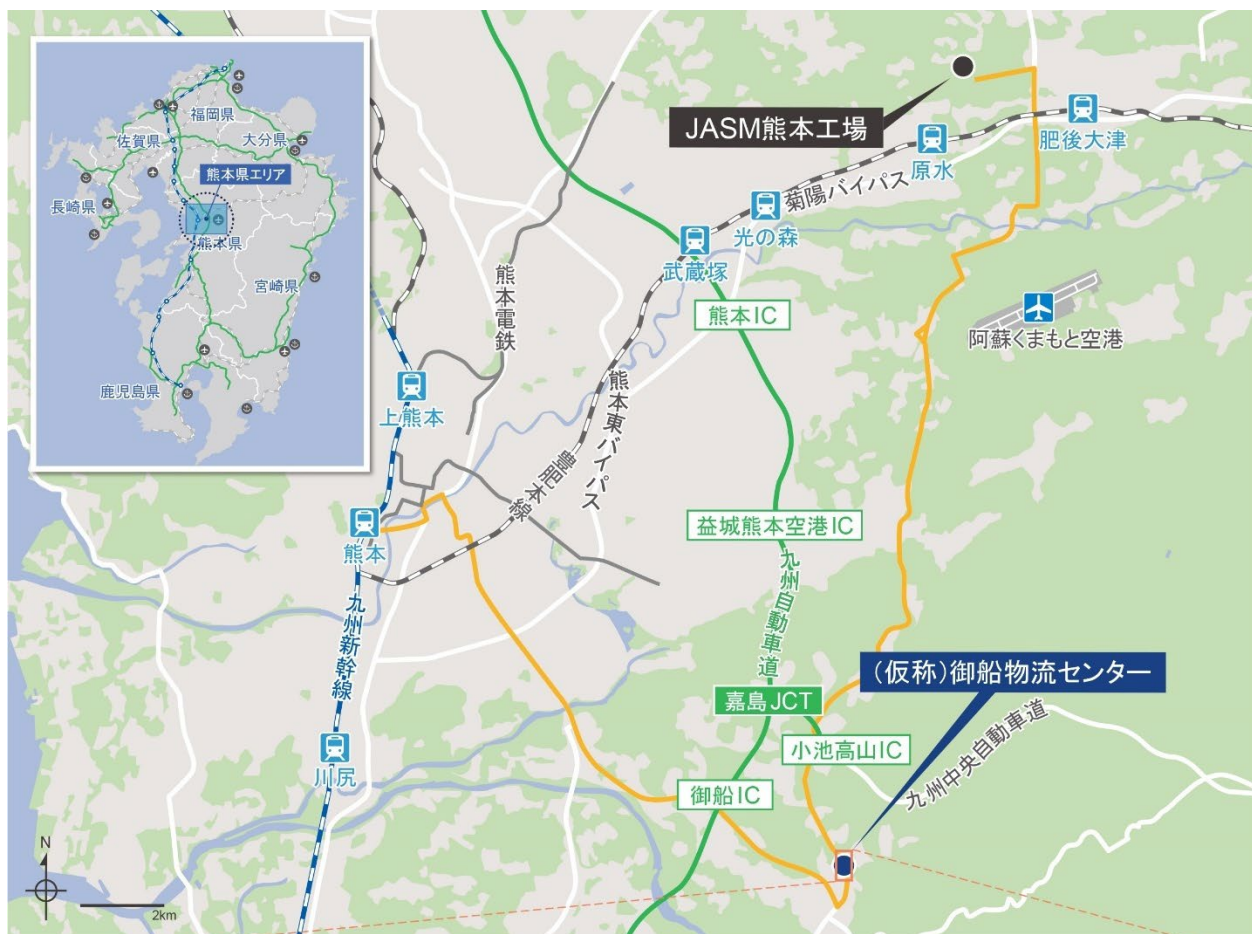 福岡県
佐賀県
大分県
熊本県エリア
長崎県
熊本県
宮崎県
鹿児島県
JASM熊本工場
肥後大津
原水
菊陽バイパス
光の森
武蔵塚
熊本電鉄
熊本IC
阿蘇くまもと空港
上熊本
熊本東バイパス
豊肥本線
益城熊本空港IC
熊本
九州自動車道
九州新幹線
(仮称)御船物流センター
嘉島JCT
小池高山IC
九州中央自動車道
川尻
御船IC
N
2km